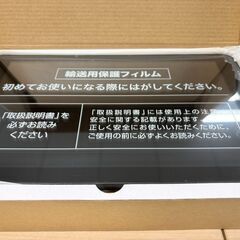 輸送用保護フィルム
初めてお使いになる際にはがしてください。
「取扱説明書」を
必ずお読み
ください
「取扱説明書」には使用上の注意
安全に関する記載があります
正しく安全にお使いいただくために、
ご使用の前に必ずよくお読みください。